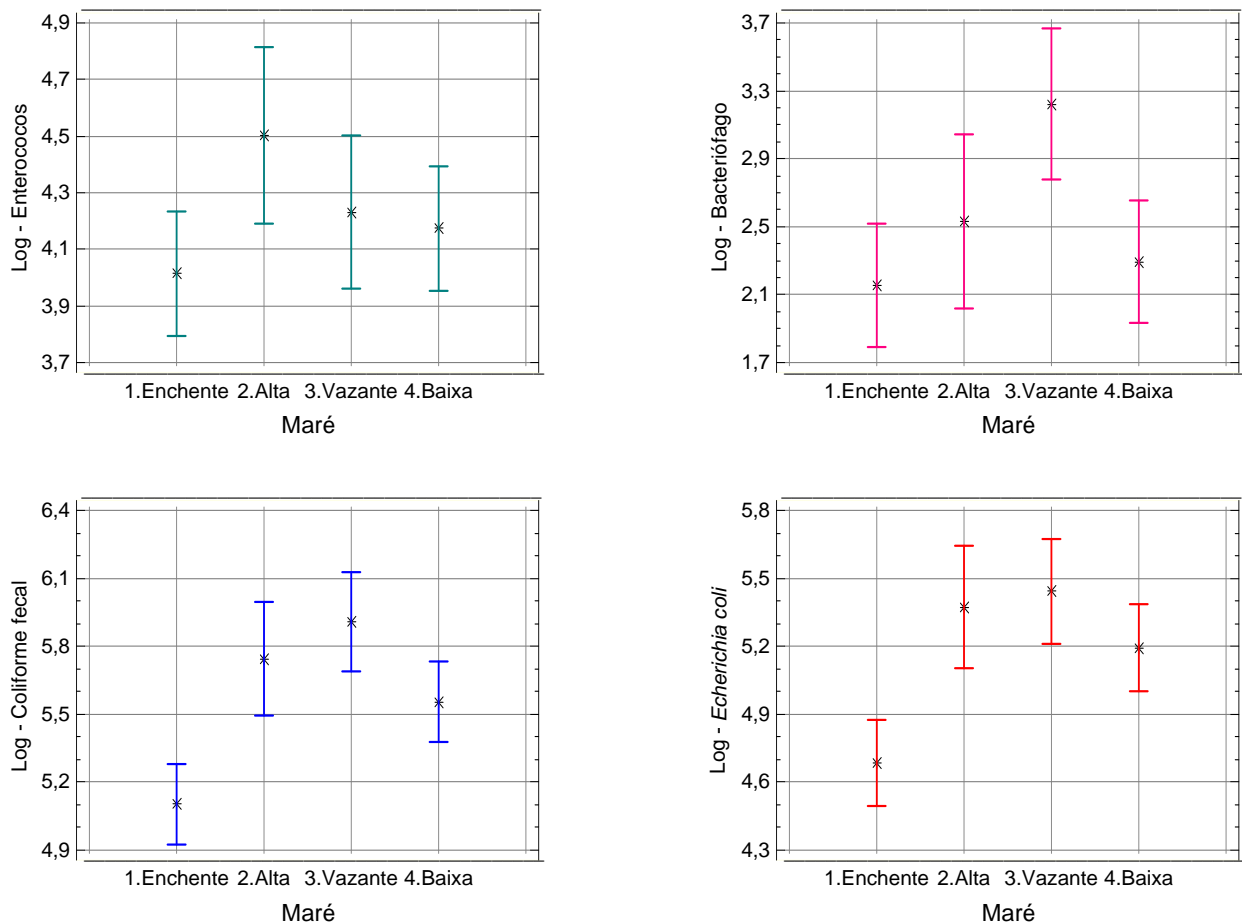 Log - Enterococos
4,9
4,7
4,5
4,3
4,1
3,9
3,7
1.Enchente 2.Alta 3.Vazante 4.Baixa
Maré
Log - Bacteriófago
3,7
3,3
2,9
2,5
2,1
1,7
1.Enchente 2.Alta 3.Vazante 4.Baixa
Maré
Log - Coliforme fecal
6,4
6,1
5,8
5,5
5,2
4,9
1.Enchente 2.Alta 3.Vazante 4.Baixa
Maré
Log - Echerichia coli
5,8
5,5
5,2
4,9
4,6
4,3
1.Enchente 2.Alta 3.Vazante 4.Baixa
Maré